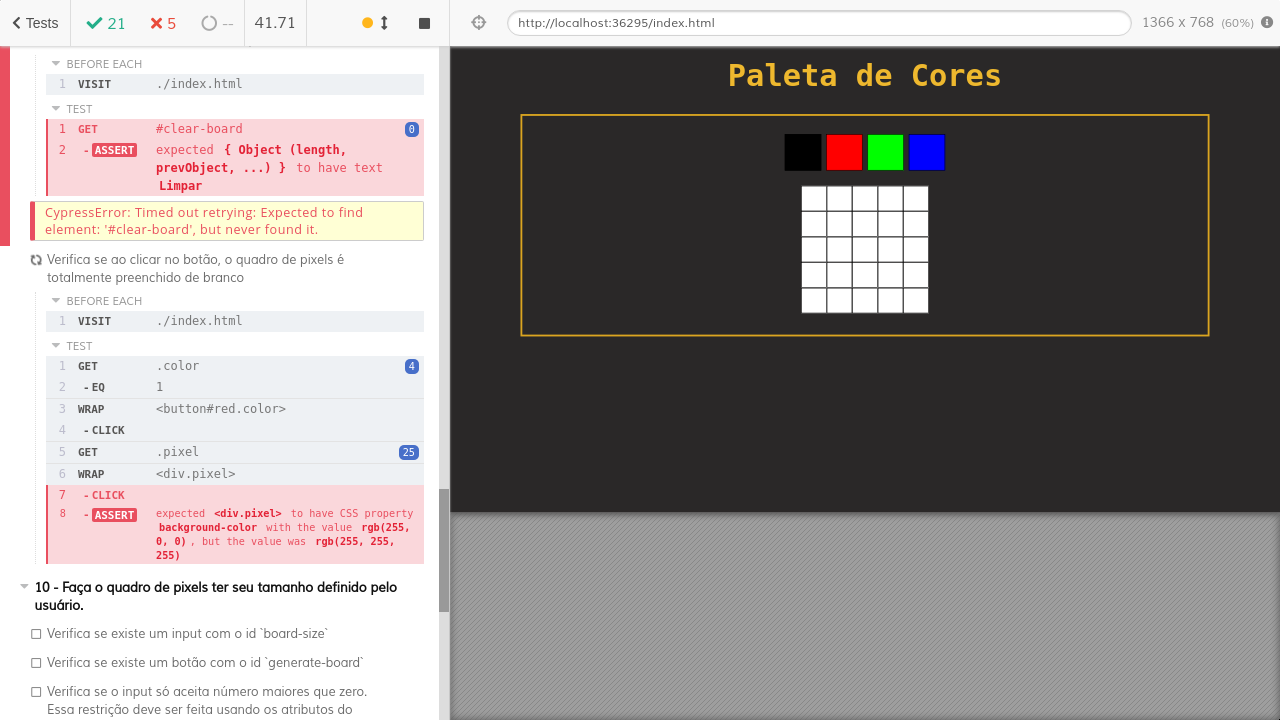 Tests
21
5
--
41.71
http://localhost:36295/index.html
1366 x 768 (60%)
BEFORE EACH
1 VISIT ./index.html
TEST
1 GET #clear-board 0
2 - ASSERT expected { Object (length,
prevObject, ...) } to have text
Limpar
CypressError: Timed out retrying: Expected to find
element: '#clear-board', but never found it.
Verifica se ao clicar no botão, o quadro de pixels é
totalmente preenchido de branco
BEFORE EACH
1 VISIT ./index.html
TEST
1 GET .color 4
2 - EQ 1
3 WRAP <button#red.color>
4 - CLICK
5 GET .pixel 25
6 WRAP <div.pixel>
7 - CLICK
8 - ASSERT expected <div.pixel> to have CSS property
background-color with the value rgb(255,
0, 0) , but the value was rgb(255, 255,
255)
10 - Faça o quadro de pixels ter seu tamanho definido pelo
usuário.
Verifica se existe um input com o id `board-size`
Verifica se existe um botão com o id `generate-board`
Verifica se o input só aceita número maiores que zero.
Essa restrição deve ser feita usando os atributos do
Paleta de Cores